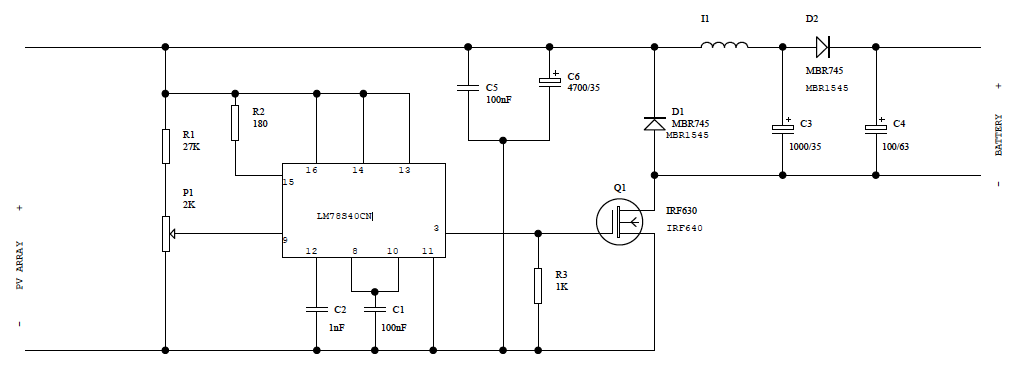 I1
D2
MBR745
MBR1545
C5
100nF
C6
4700/35
+
R2
180
R1
27K
D1
MBR745
MBR1545
C3
1000/35
+
C4
100/63
+
BATTERY
+
-
P1
2K
15
16
14
13
LM78S40CN
3
9
12
8
10
11
Q1
IRF630
IRF640
PV ARRAY
+
-
R3
1K
C2
1nF
C1
100nF